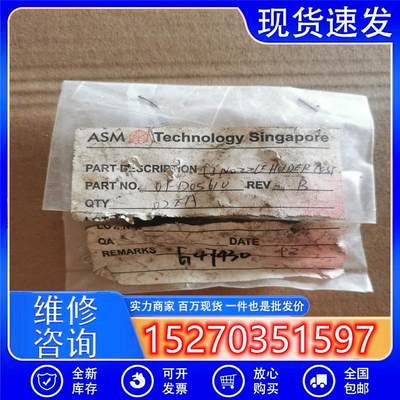 现货速发
ASM Technology Singapore
PART DESCRIPTION NOZZLE HOLDER
PART NO. REV B
QTY
QA DATE
REMARKS
维修
咨询
实力商家 百万现货 一件也是批发价
15270351597
全新
库存
可开
发票
放心
购买
全国
包邮